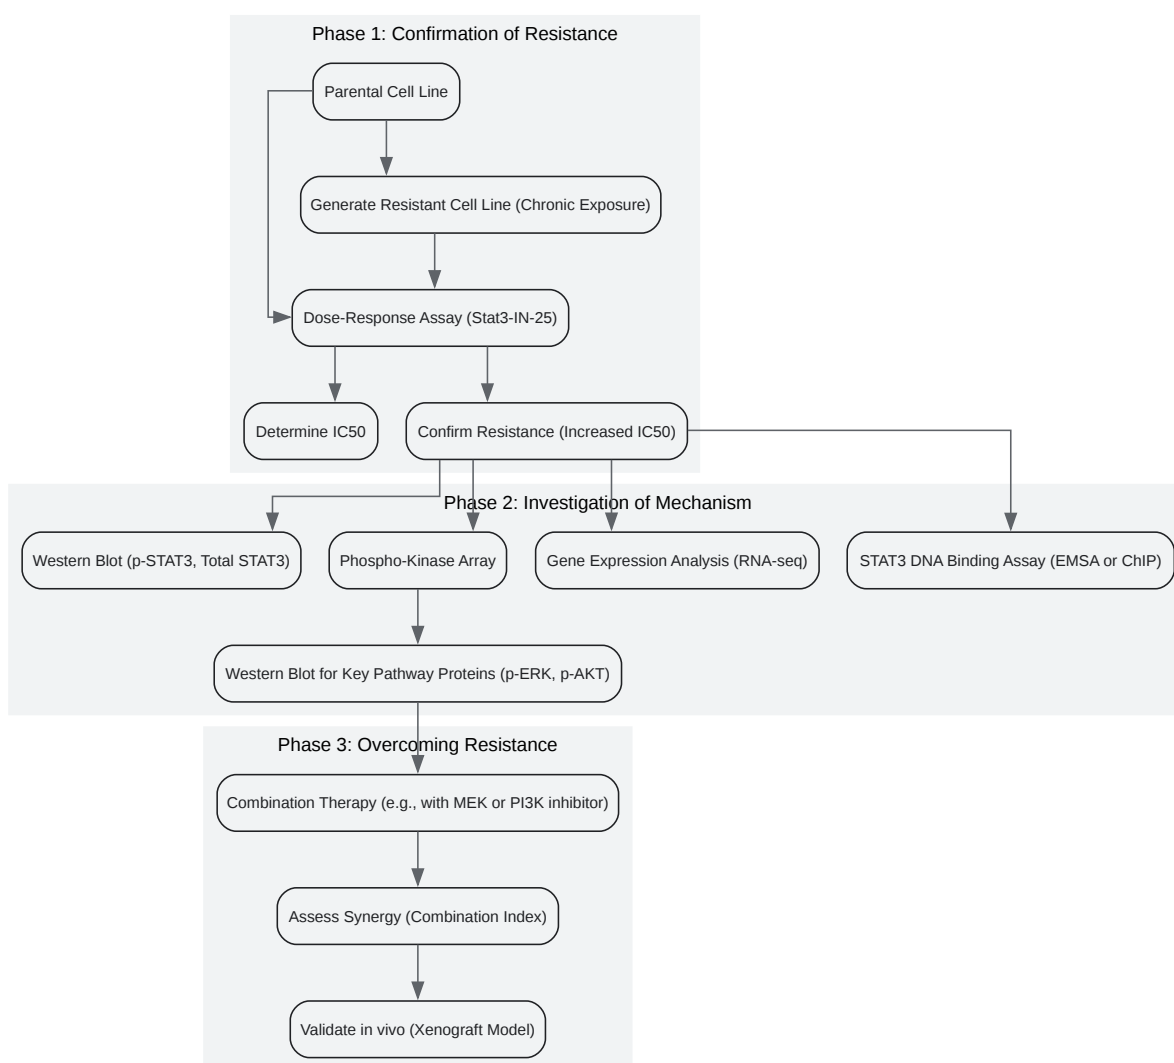 Phase 1: Confirmation of Resistance
Parental Cell Line
Generate Resistant Cell Line (Chronic Exposure)
Dose-Response Assay (Stat3-IN-25)
Determine IC50
Confirm Resistance (Increased IC50)
Phase 2: Investigation of Mechanism
Western Blot (p-STAT3, Total STAT3)
Phospho-Kinase Array
Gene Expression Analysis (RNA-seq)
STAT3 DNA Binding Assay (EMSA or ChIP)
Western Blot for Key Pathway Proteins (p-ERK, p-AKT)
Phase 3: Overcoming Resistance
Combination Therapy (e.g., with MEK or PI3K inhibitor)
Assess Synergy (Combination Index)
Validate in vivo (Xenograft Model)